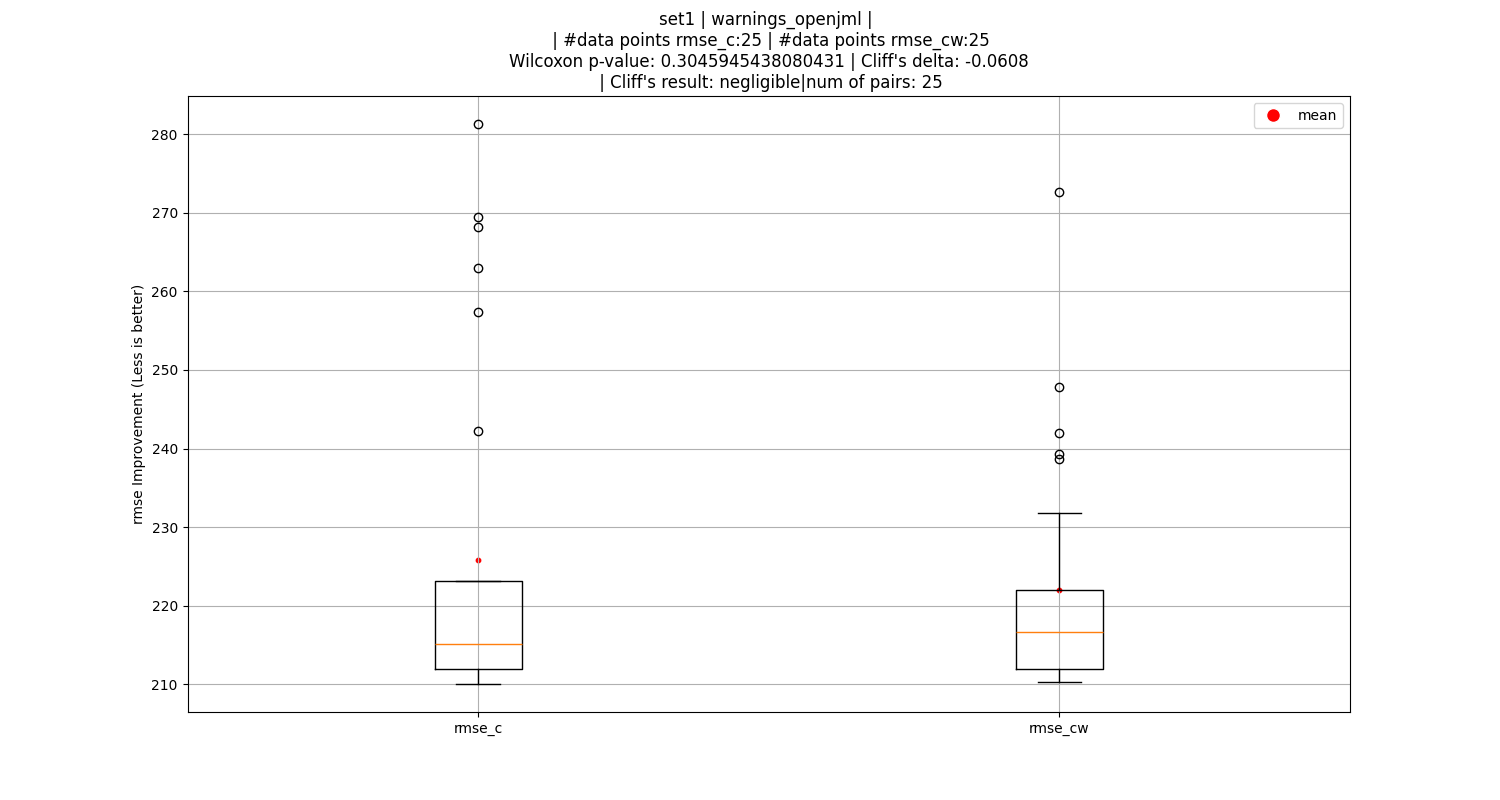 set1 | warnings_openjml |
| #data points rmse_c:25 | #data points rmse_cw:25
Wilcoxon p-value: 0.3045945438080431 | Cliff's delta: -0.0608
| Cliff's result: negligible|num of pairs: 25
mean
rmse Improvement (Less is better)
280
270
260
250
240
230
220
210
rmse_c
rmse_cw